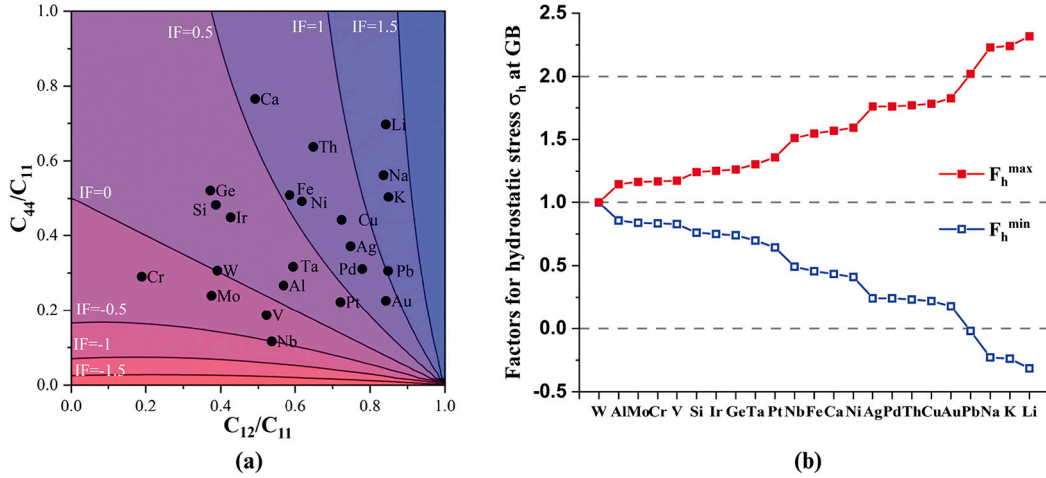 IF=0.5
IF=1
IF=1.5
1.0
0.8
0.6
0.4
0.2
0.0
C44/C11
Ca
Li
Th
Na
K
Ge
Fe
Ni
Si
Ir
IF=0
Cu
Ag
Cr
W
Ta
Pd
Pb
Mo
Al
Pt
Au
V
Nb
IF=-0.5
IF=-1
IF=-1.5
0.0 0.2 0.4 0.6 0.8 1.0
C12/C11
(a)
Factors for hydrostatic stress σh at GB
2.5
2.0
1.5
1.0
0.5
0.0
-0.5
Fh max
Fh min
W Al Mo Cr V Si Ir Ge Ta Pt Nb Fe Ca Ni Ag Pd Th Cu Au Pb Na K Li
(b)